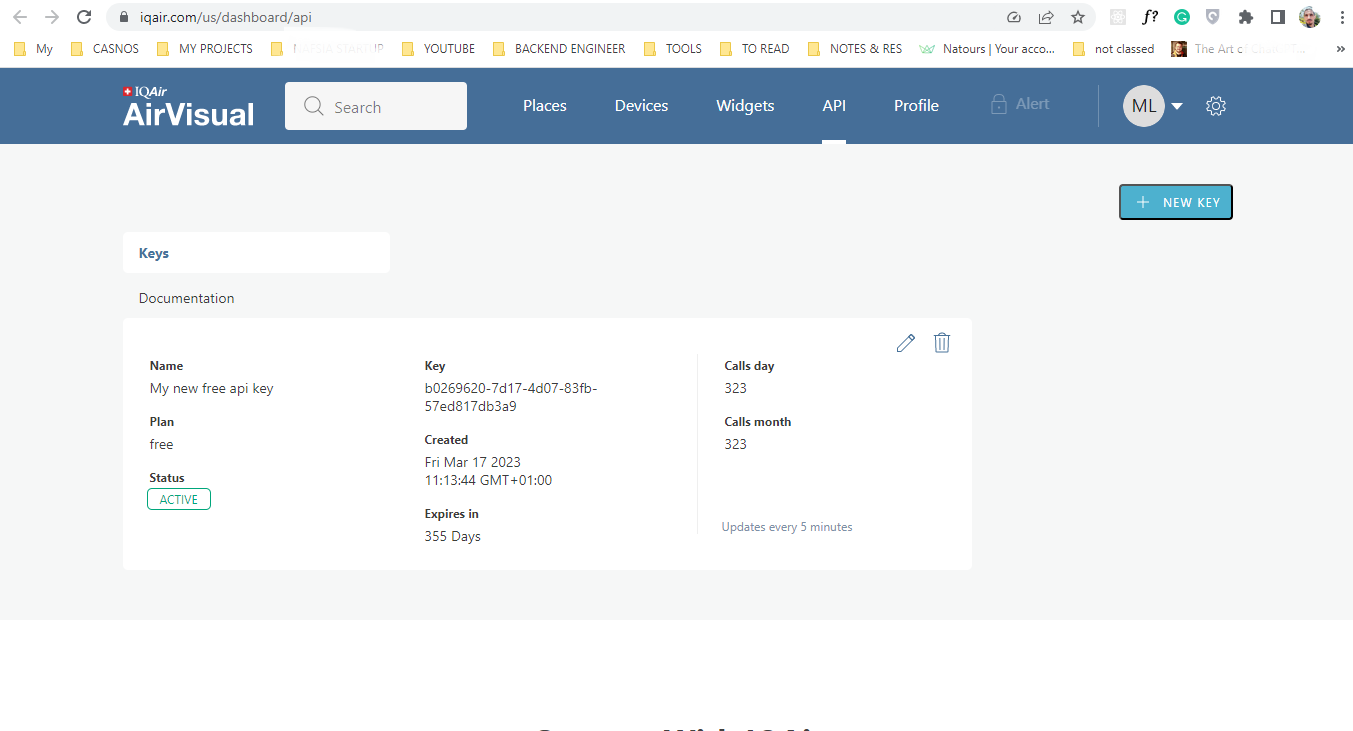 iqair.com/us/dashboard/api
My CASNOS MY PROJECTS STARTUP YOUTUBE BACKEND ENGINEER TOOLS TO READ NOTES & RES Natours | Your acco... not classed The Art
IQAir
AirVisual
Search
Places Devices Widgets API Profile Alert
ML
+ NEW KEY
Keys
Documentation
Name
My new free api key
Plan
free
Status
ACTIVE
Key
b0269620-7d17-4d07-83fb-
57ed817db3a9
Created
Fri Mar 17 2023
11:13:44 GMT+01:00
Expires in
355 Days
Calls day
323
Calls month
323
Updates every 5 minutes